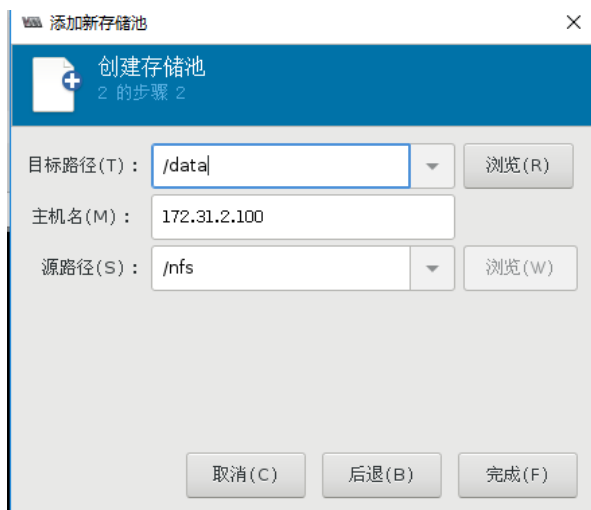 添加新存储池
创建存储池
2 的步骤 2
目标路径(T)：
/data
浏览(R)
主机名(M)：
172.31.2.100
源路径(S)：
/nfs
浏览(W)
取消(C)
后退(B)
完成(F)